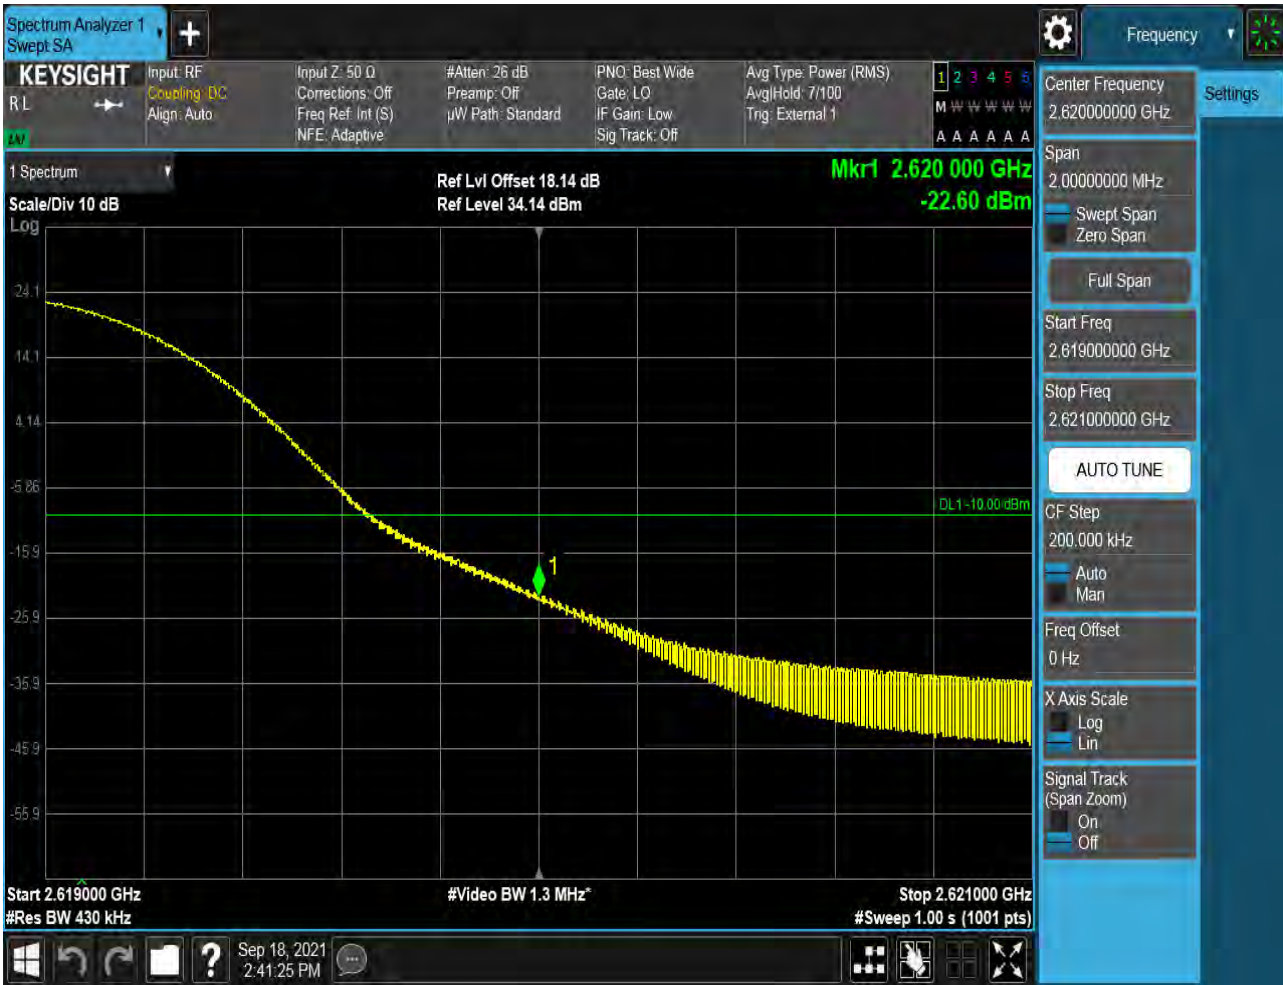 Spectrum Analyzer 1
Swept SA
Frequency
KEYSIGHT
R L
Input: RF
Coupling: DC
Align: Auto
Input Z: 50 Ω
Corrections: Off
Freq Ref: Int (S)
NFE: Adaptive
#Atten: 26 dB
Preamp: Off
µW Path: Standard
PNO: Best Wide
Gate: LO
IF Gain: Low
Sig Track: Off
Avg Type: Power (RMS)
Avg|Hold: 7/100
Trig: External 1
1 2 3 4 5 6
M W W W W W
A A A A A A
1 Spectrum
Scale/Div 10 dB
Log
Ref Lvl Offset 18.14 dB
Ref Level 34.14 dBm
Mkr1 2.620 000 GHz
-22.60 dBm
24.1
14.1
4.14
-5.86
-15.9
-25.9
-35.9
-45.9
-55.9
DL1 -10.00 dBm
1
Start 2.619000 GHz
#Res BW 430 kHz
#Video BW 1.3 MHz*
Stop 2.621000 GHz
#Sweep 1.00 s (1001 pts)
Center Frequency
2.620000000 GHz
Settings
Span
2.00000000 MHz
Swept Span
Zero Span
Full Span
Start Freq
2.619000000 GHz
Stop Freq
2.621000000 GHz
AUTO TUNE
CF Step
200.000 kHz
Auto
Man
Freq Offset
0 Hz
X Axis Scale
Log
Lin
Signal Track
(Span Zoom)
On
Off
?
Sep 18, 2021
2:41:25 PM